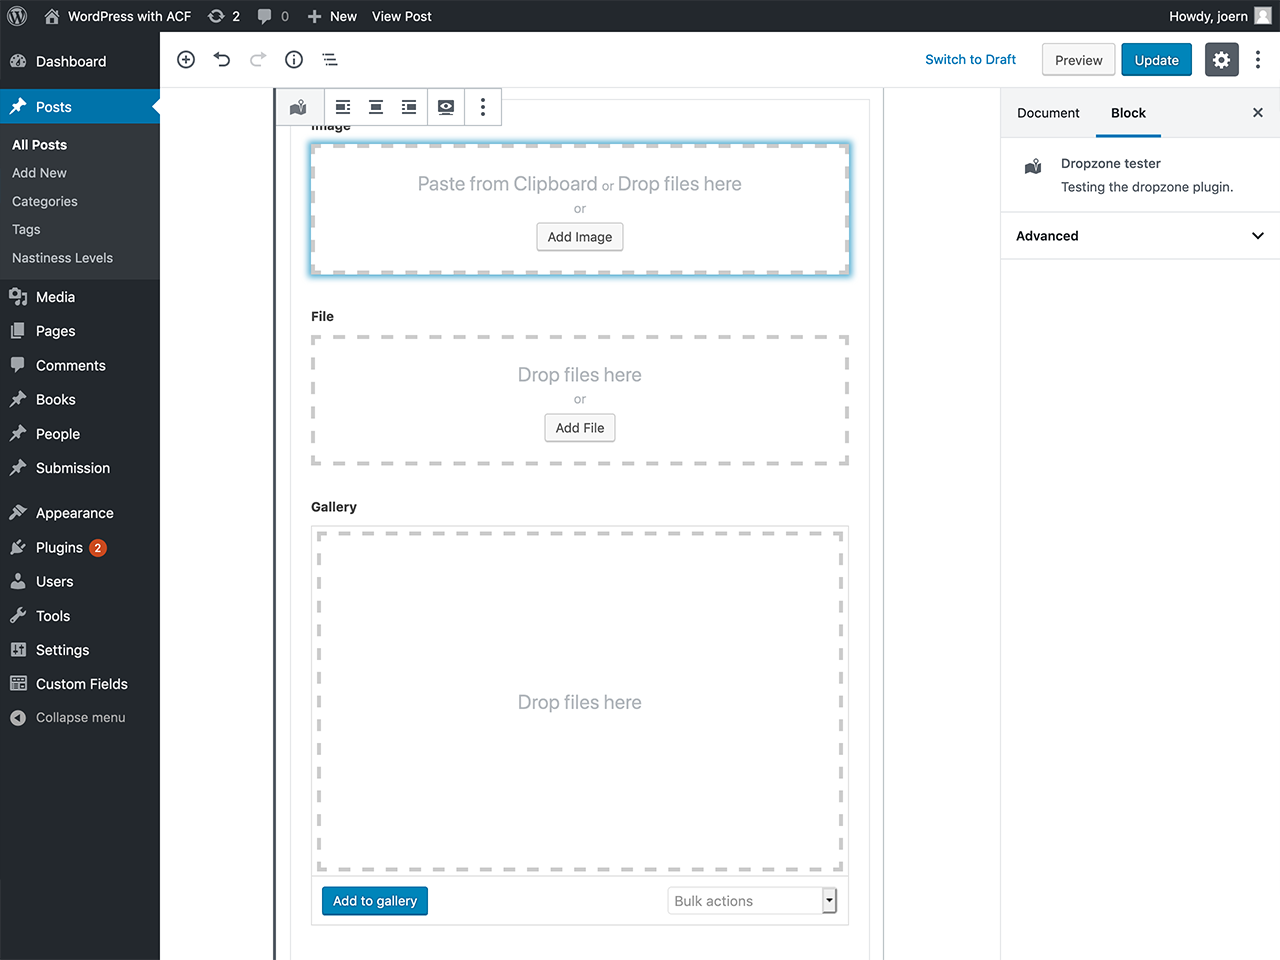 WordPress with ACF 2 0 New View Post Howdy, joern
Dashboard
Posts
All Posts
Add New
Categories
Tags
Nastiness Levels
Media
Pages
Comments
Books
People
Submission
Appearance
Plugins 2
Users
Tools
Settings
Custom Fields
Collapse menu
Switch to Draft Preview Update
Image
Paste from Clipboard or Drop files here
or
Add Image
File
Drop files here
or
Add File
Gallery
Drop files here
Add to gallery Bulk actions
Document Block
Dropzone tester
Testing the dropzone plugin.
Advanced